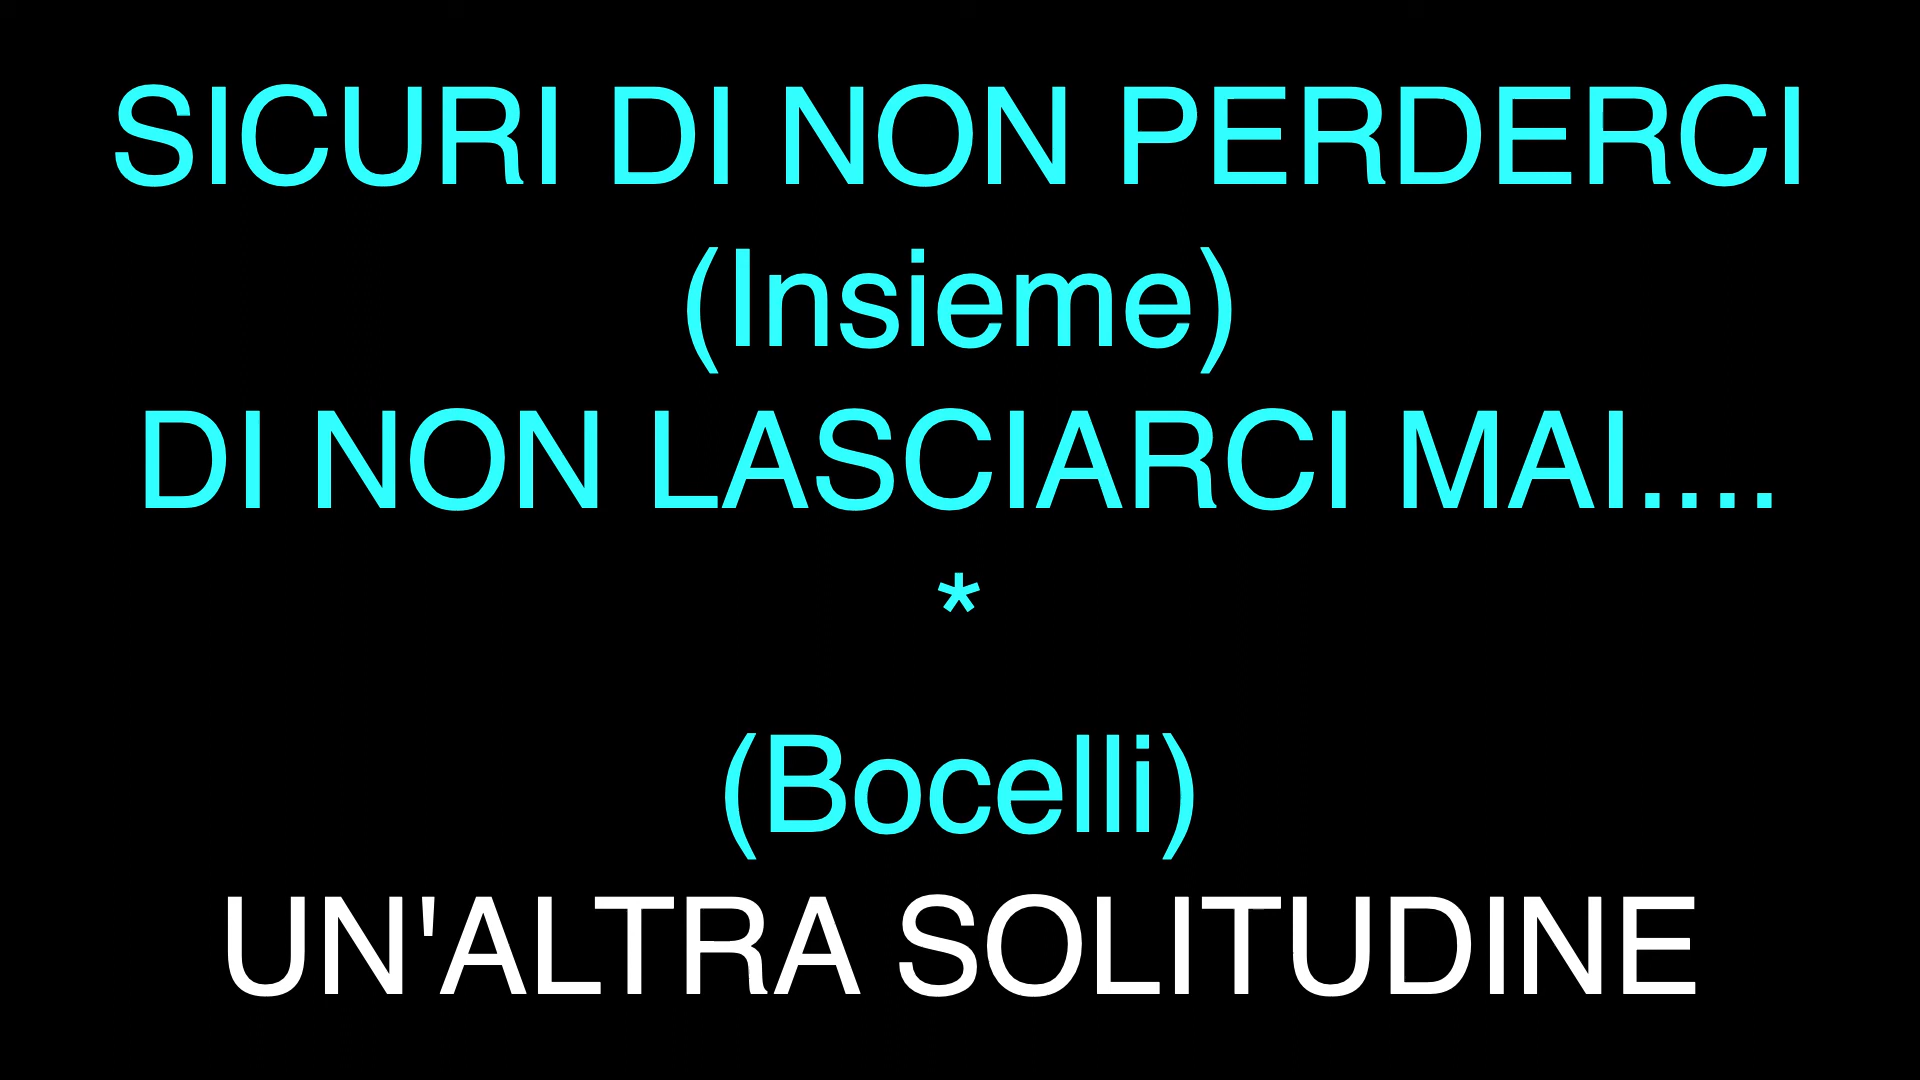 SICURI DI NON PERDERCI
(Insieme)
DI NON LASCIARCI MAI....
*
(Bocelli)
UN'ALTRA SOLITUDINE